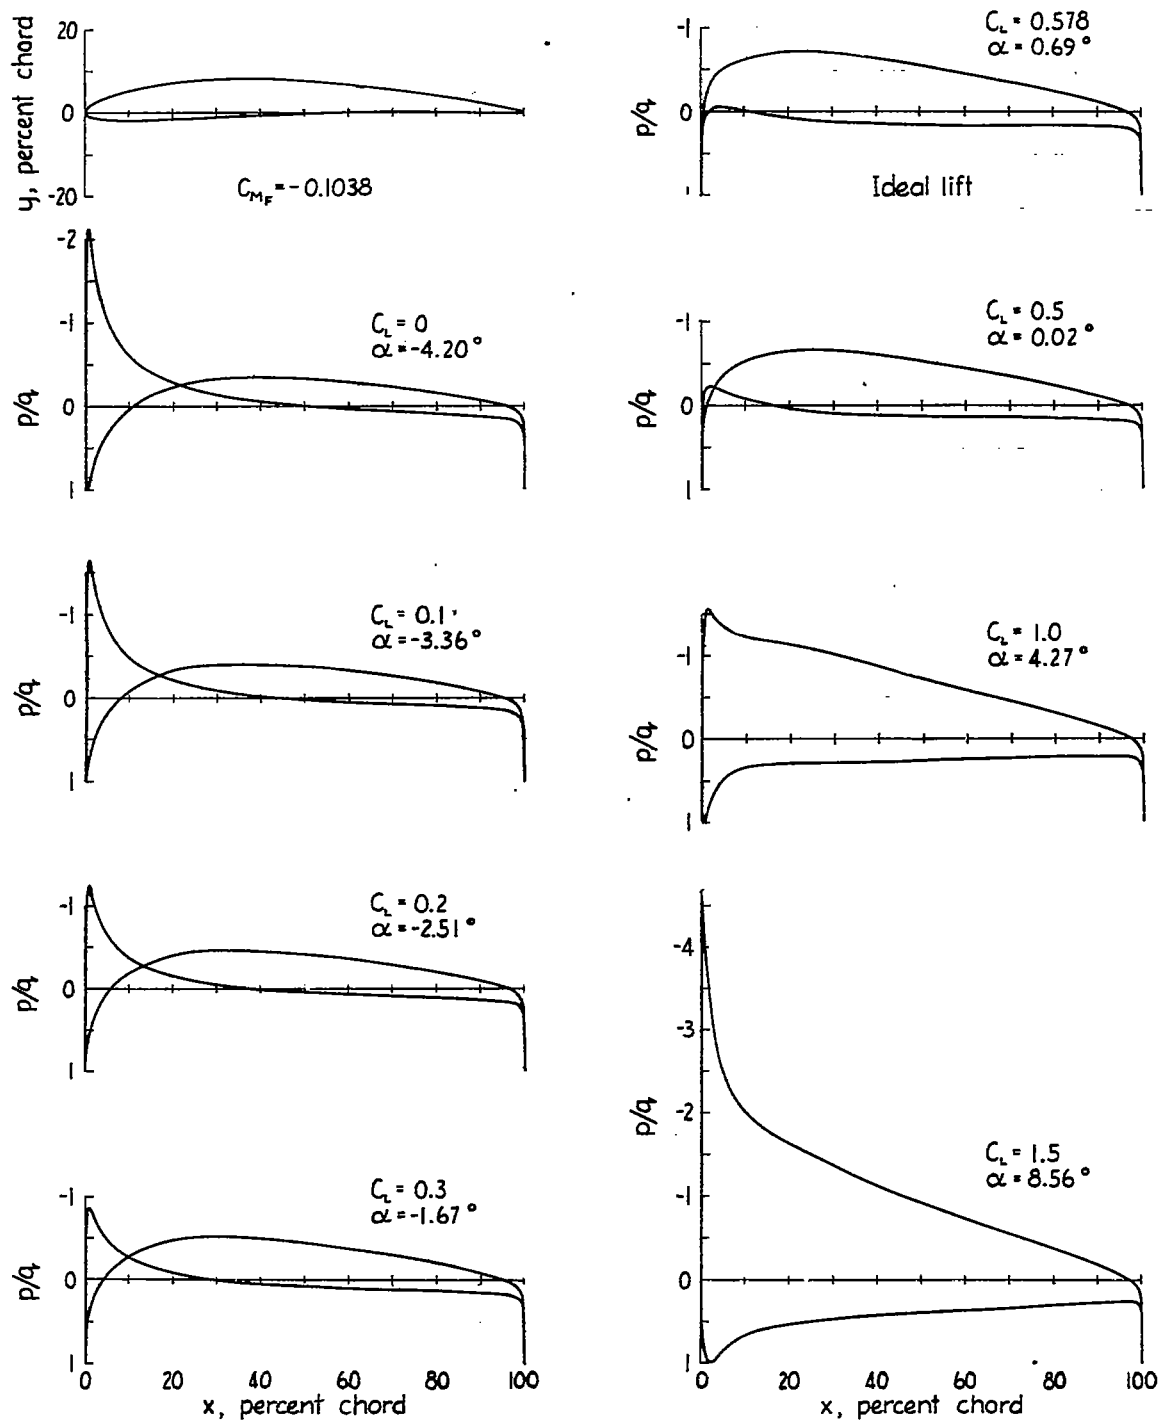 20
0
-20
y, percent chord
C_MF = -0.1038
-2
-1
0
1
p/q
C_L = 0
α = -4.20°
-1
0
1
p/q
C_L = 0.1
α = -3.36°
-1
0
1
p/q
C_L = 0.2
α = -2.51°
-1
0
1
p/q
C_L = 0.3
α = -1.67°
0 20 40 60 80 100
x, percent chord
-1
0
1
p/q
C_L = 0.578
α = 0.69°
Ideal lift
-1
0
1
p/q
C_L = 0.5
α = 0.02°
-1
0
1
p/q
C_L = 1.0
α = 4.27°
-4
-3
-2
-1
0
1
p/q
C_L = 1.5
α = 8.56°
0 20 40 60 80 100
x, percent chord